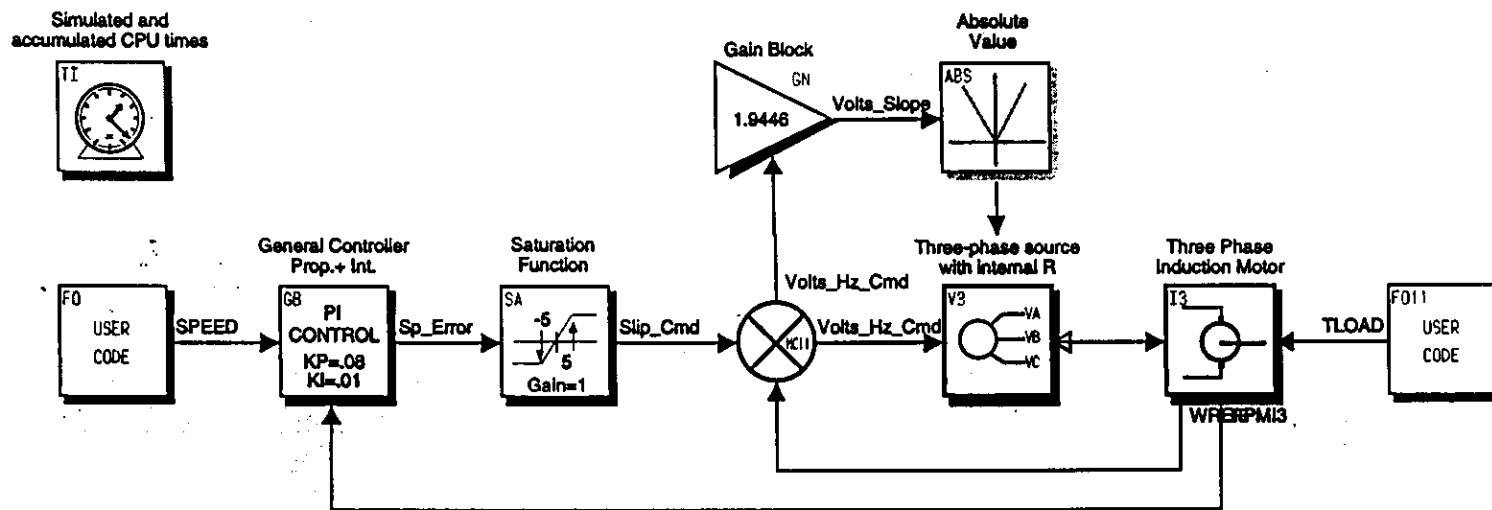 Simulated and
accumulated CPU times
TI
Gain Block
GN
1.9446
Volts_Slope
Absolute
Value
ABS
General Controller
Prop.+ Int.
Saturation
Function
Volts_Hz_Cmd
Three-phase source
with internal R
Three Phase
Induction Motor
FO
USER
CODE
SPEED
GB
PI
CONTROL
KP=.08
KI=.01
Sp_Error
SA
-5
5
Gain=1
Slip_Cmd
MC11
Volts_Hz_Cmd
V3
VA
VB
VC
I3
TLOAD
FO11
USER
CODE